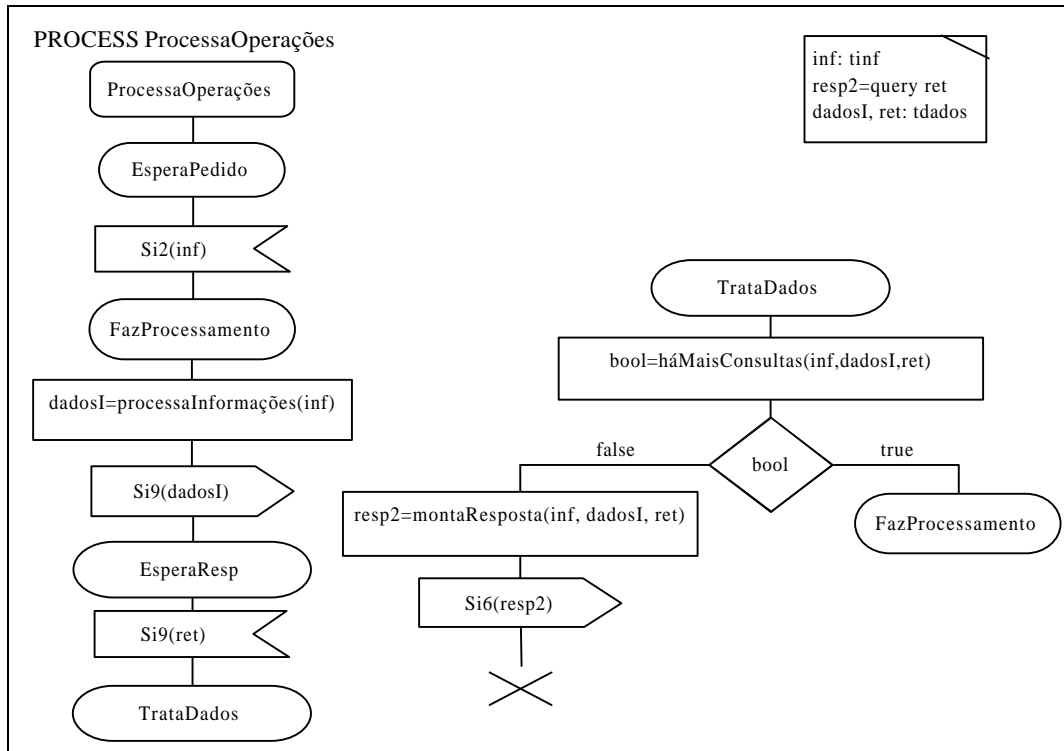 PROCESS ProcessaOperações
ProcessaOperações
EsperaPedido
Si2(inf)
FazProcessamento
dadosI=processaInformações(inf)
Si9(dadosI)
EsperaResp
Si9(ret)
TrataDados
inf: tinf
resp2=query ret
dadosI, ret: tdados
TrataDados
bool=háMaisConsultas(inf,dadosI,ret)
false
bool
true
resp2=montaResposta(inf, dadosI, ret)
FazProcessamento
Si6(resp2)